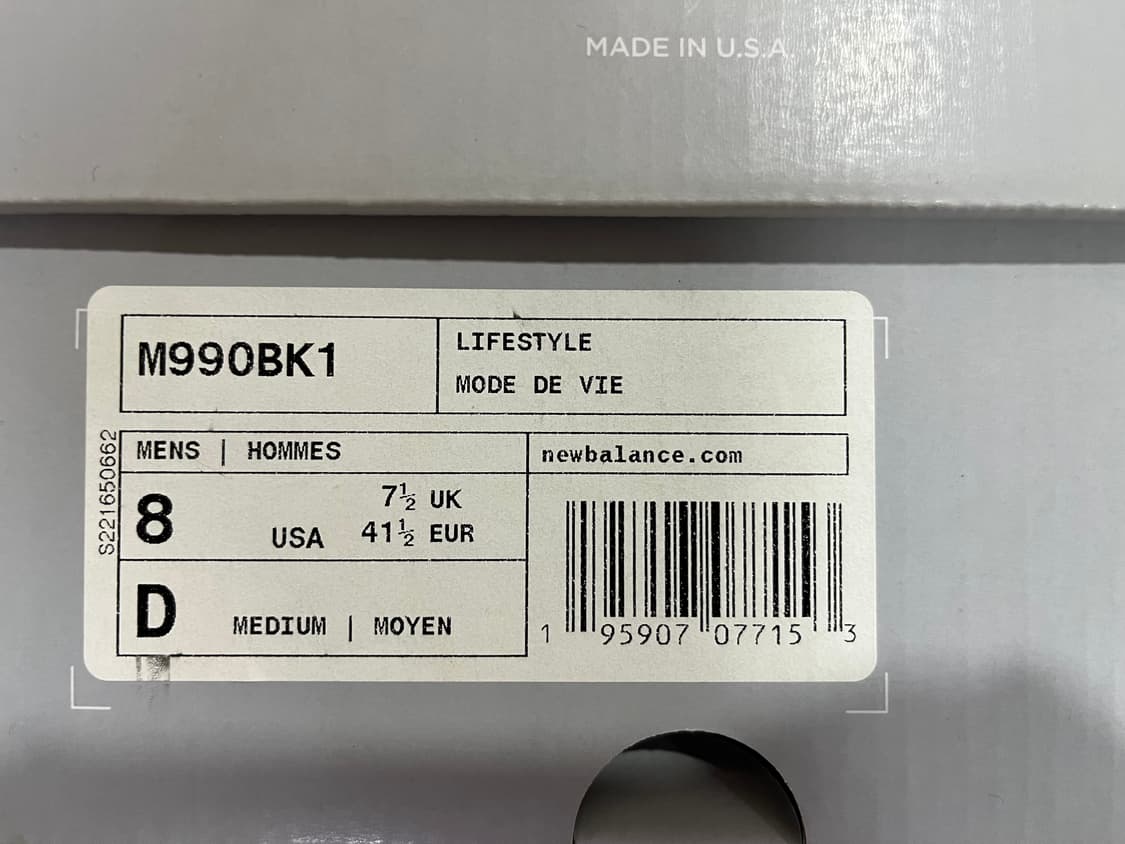 MADE IN U.S.A.
M990BK1
LIFESTYLE
MODE DE VIE
S221650662
MENS | HOMMES
newbalance.com
8 USA 7½ UK
41½ EUR
D MEDIUM | MOYEN
1 95907 07715 3